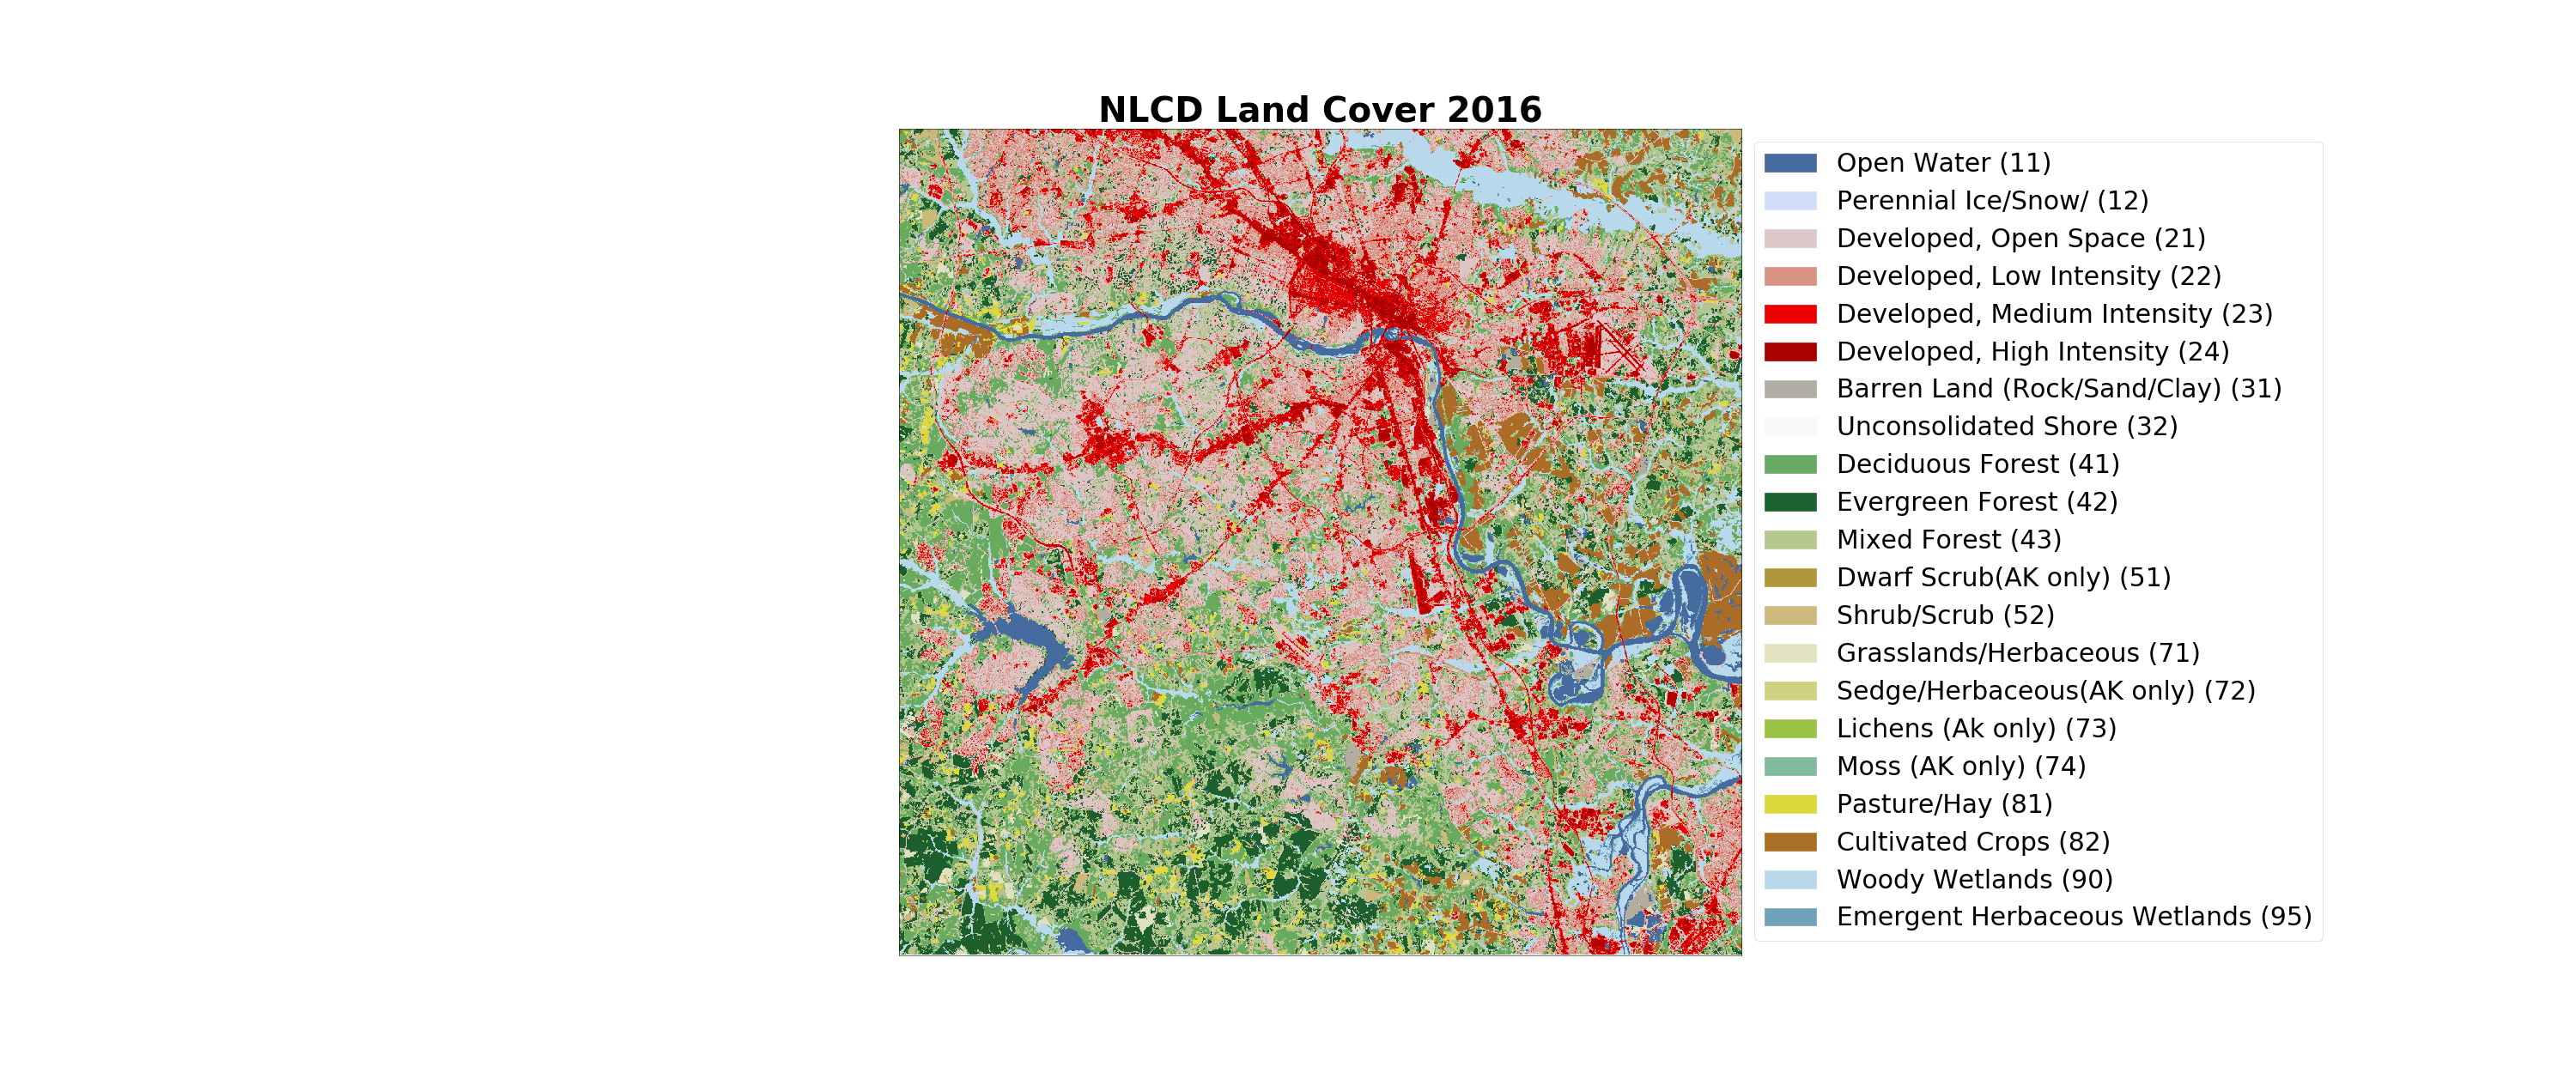 NLCD Land Cover 2016
Open Water (11)
Perennial Ice/Snow/ (12)
Developed, Open Space (21)
Developed, Low Intensity (22)
Developed, Medium Intensity (23)
Developed, High Intensity (24)
Barren Land (Rock/Sand/Clay) (31)
Unconsolidated Shore (32)
Deciduous Forest (41)
Evergreen Forest (42)
Mixed Forest (43)
Dwarf Scrub(AK only) (51)
Shrub/Scrub (52)
Grasslands/Herbaceous (71)
Sedge/Herbaceous(AK only) (72)
Lichens (Ak only) (73)
Moss (AK only) (74)
Pasture/Hay (81)
Cultivated Crops (82)
Woody Wetlands (90)
Emergent Herbaceous Wetlands (95)